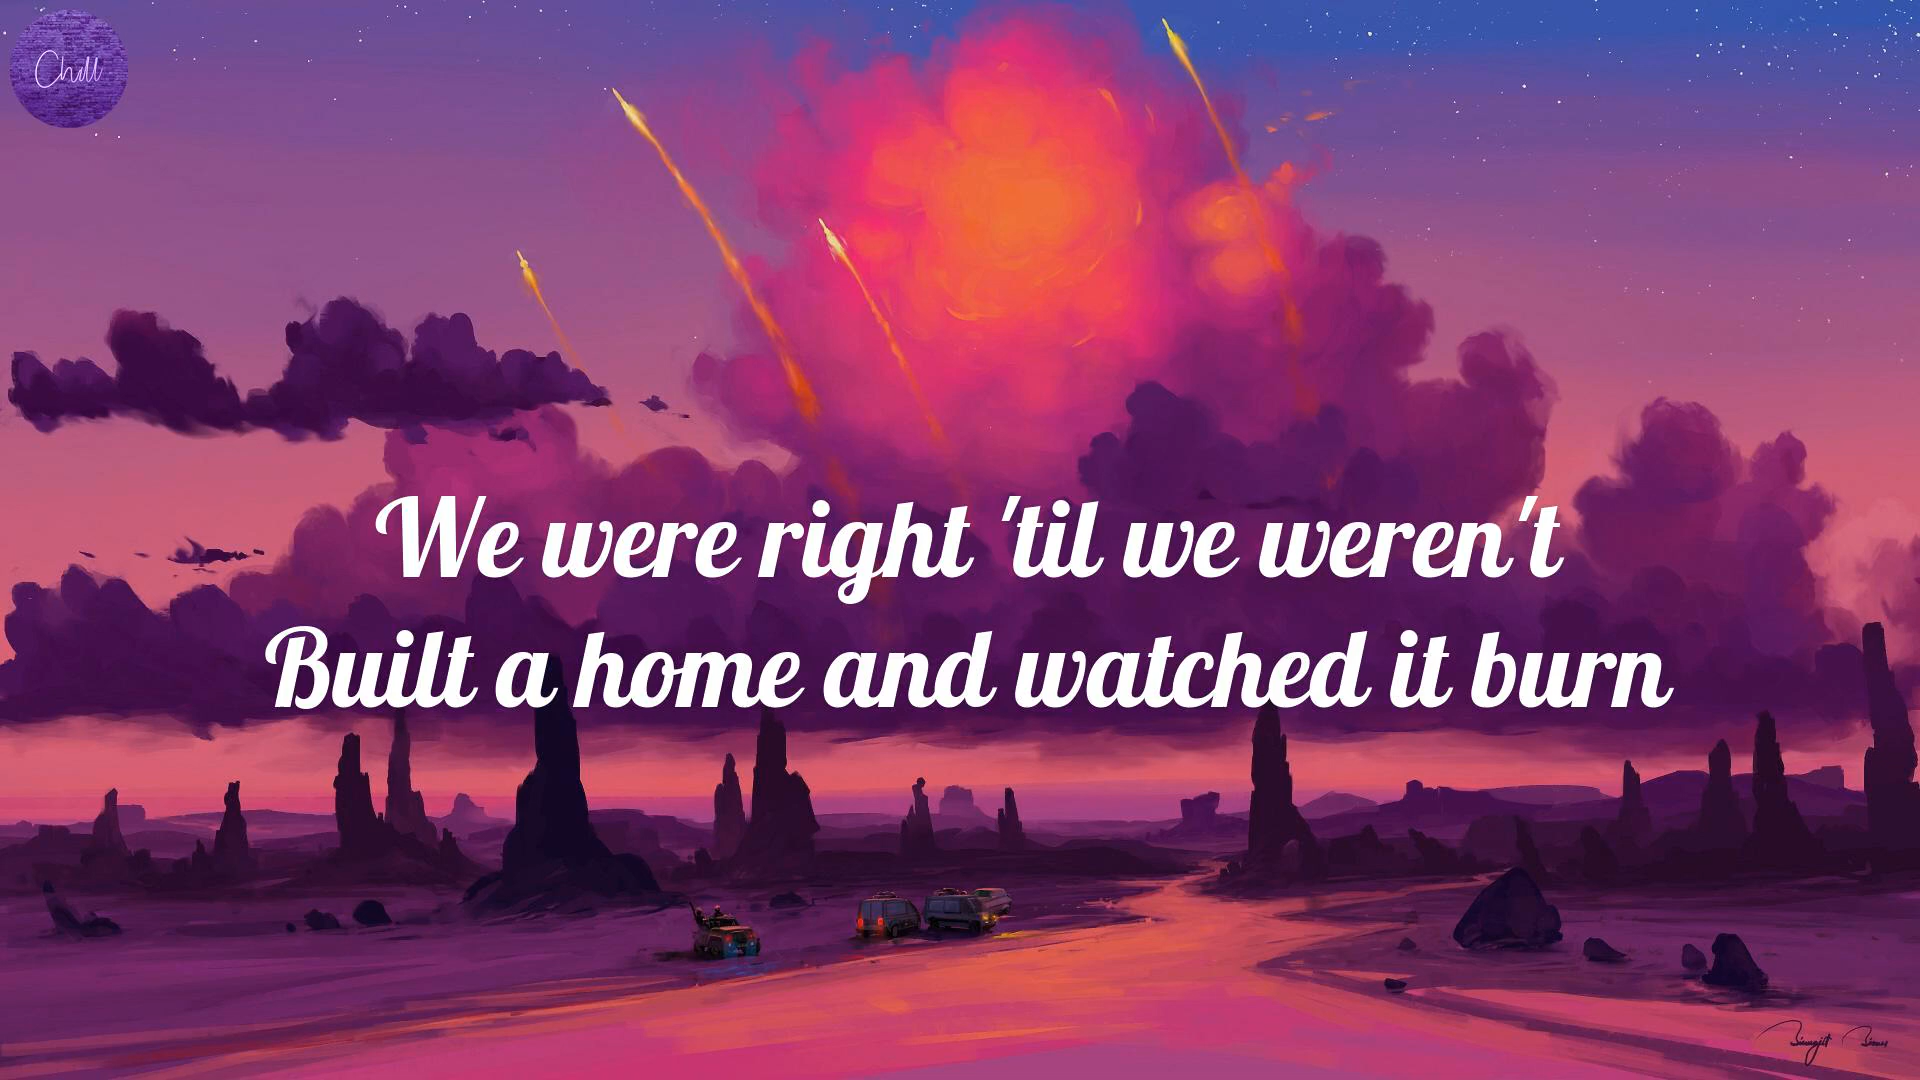 Chill
We were right 'til we weren't
Built a home and watched it burn